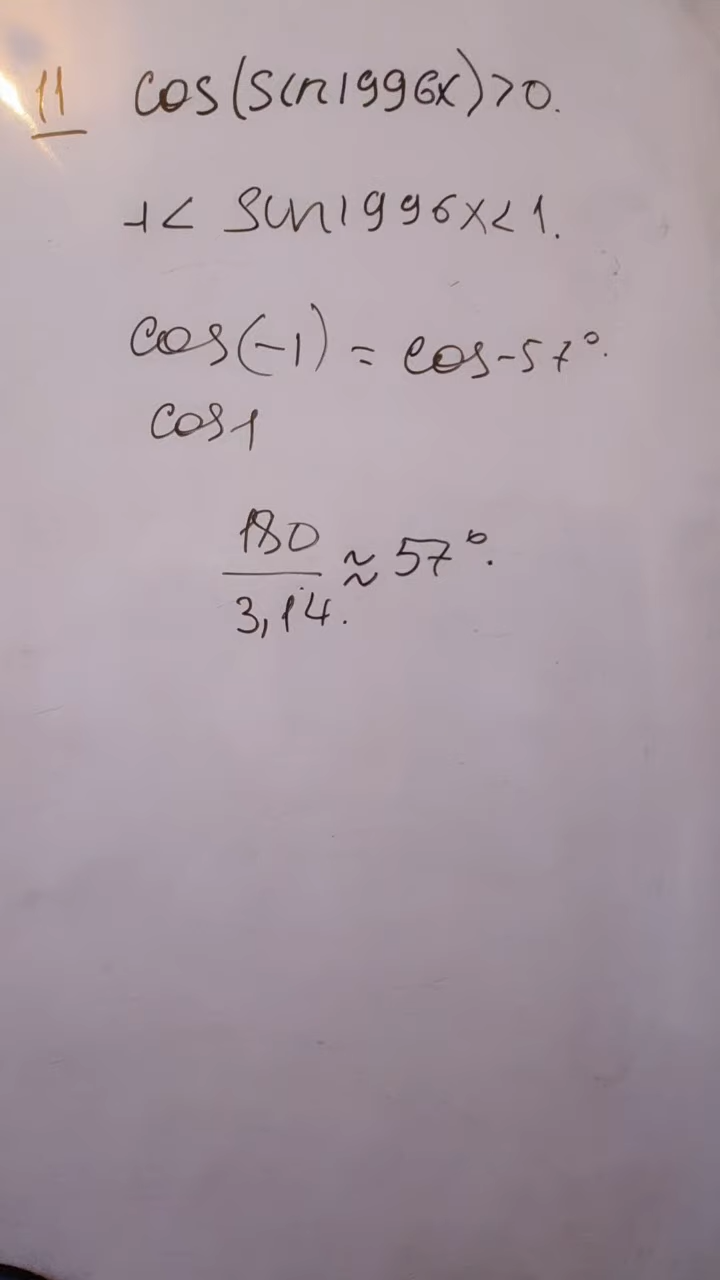 11 cos(sin1996x)>0.
-1< sin1996x<1.
cos(-1) = cos-57°.
cos1
180/3,14. ≈ 57°.